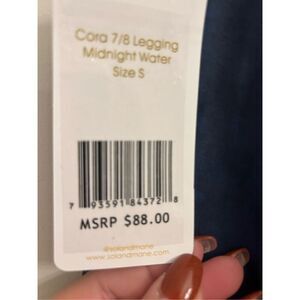 Cora 7/8 Legging
Midnight Water
Size S
7 93591 84372 8
MSRP $88.00
@solandmane
www.solandmane.com